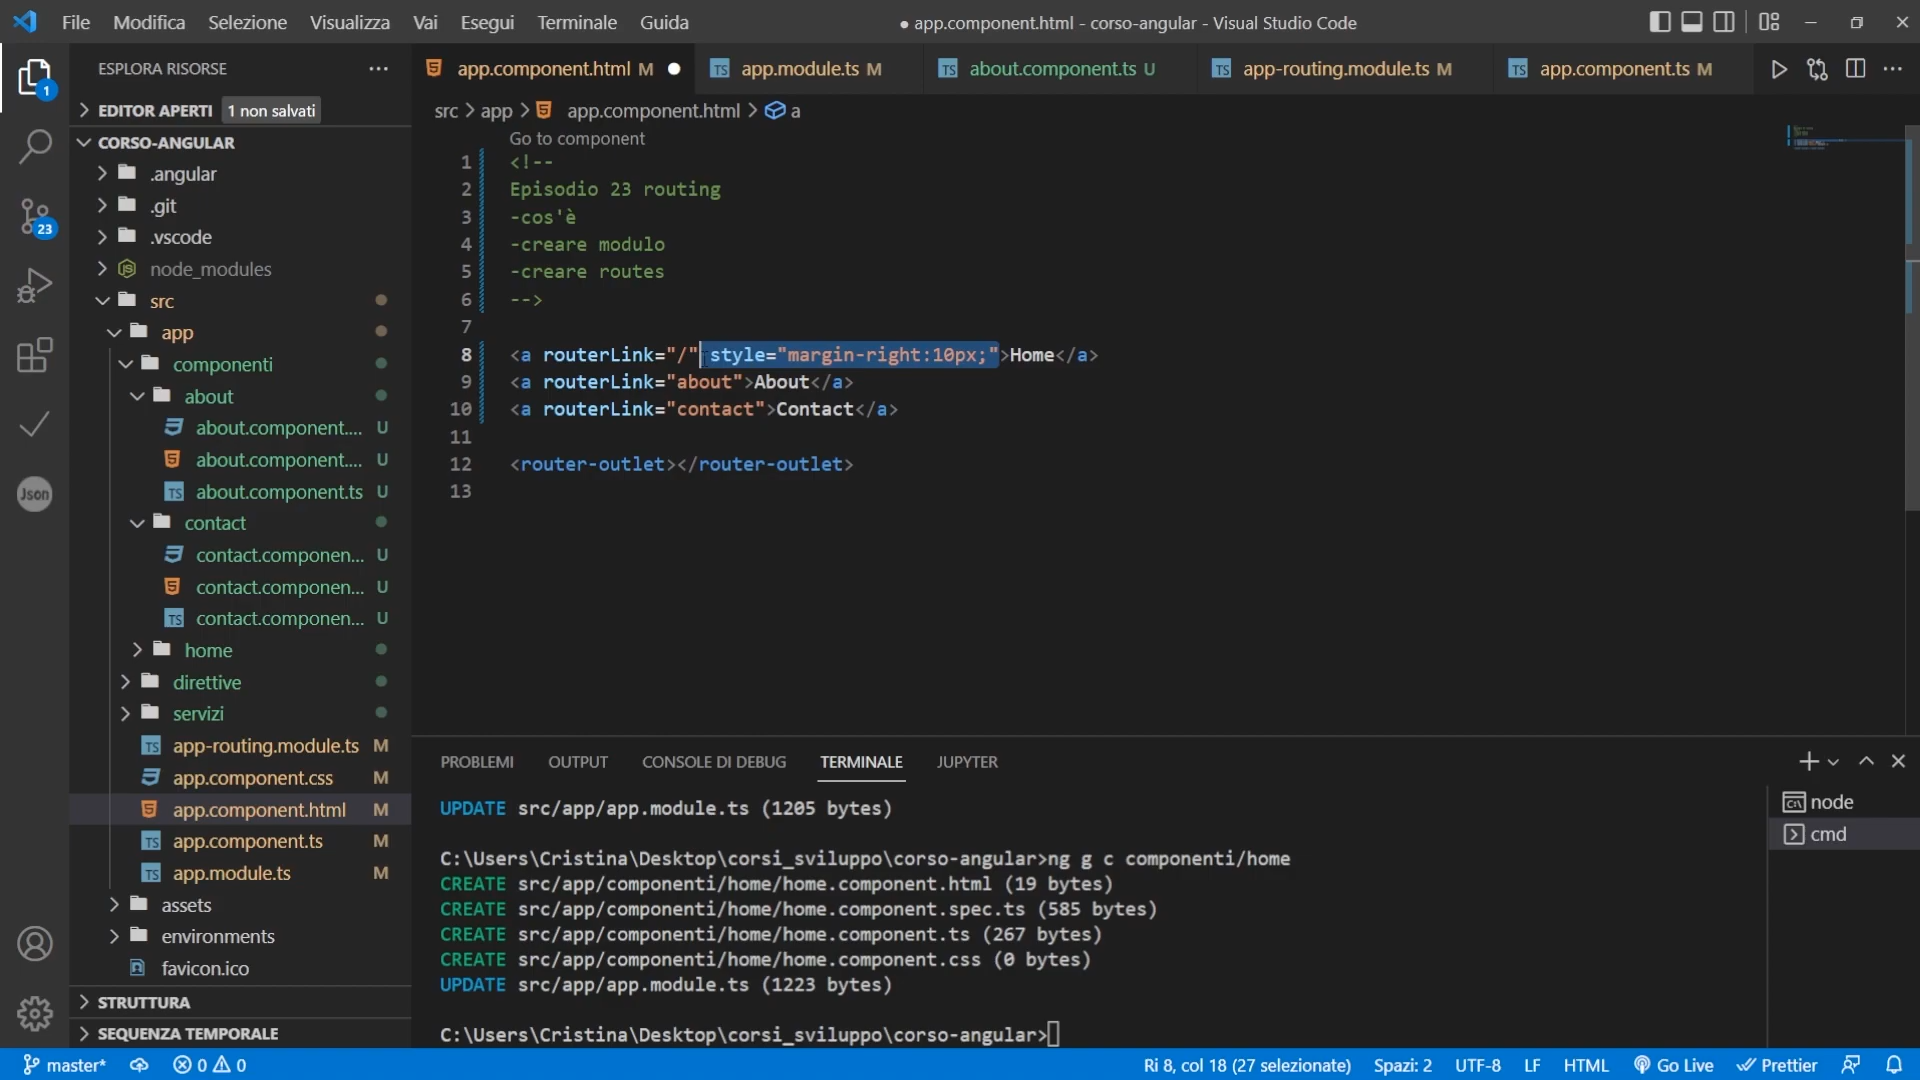 File Modifica Selezione Visualizza Vai Esegui Terminale Guida
● app.component.html - corso-angular - Visual Studio Code
ESPLORA RISORSE
EDITOR APERTI 1 non salvati
CORSO-ANGULAR
.angular
.git
.vscode
node_modules
src
app
componenti
about
about.component.... U
about.component.... U
about.component.ts U
contact
contact.componen... U
contact.componen... U
contact.componen... U
home
direttive
servizi
app-routing.module.ts M
app.component.css M
app.component.html M
app.component.ts M
app.module.ts M
assets
environments
favicon.ico
STRUTTURA
SEQUENZA TEMPORALE
1
23
Json
app.component.html M
TS app.module.ts M
TS about.component.ts U
TS app-routing.module.ts M
TS app.component.ts M
src > app > app.component.html > a
Go to component
1 <!--
2 Episodio 23 routing
3 -cos'è
4 -creare modulo
5 -creare routes
6 -->
7
8 <a routerLink="/" style="margin-right:10px;">Home</a>
9 <a routerLink="about">About</a>
10 <a routerLink="contact">Contact</a>
11
12 <router-outlet></router-outlet>
13
PROBLEMI OUTPUT CONSOLE DI DEBUG TERMINALE JUPYTER
UPDATE src/app/app.module.ts (1205 bytes)
C:\Users\Cristina\Desktop\corsi_sviluppo\corso-angular>ng g c componenti/home
CREATE src/app/componenti/home/home.component.html (19 bytes)
CREATE src/app/componenti/home/home.component.spec.ts (585 bytes)
CREATE src/app/componenti/home/home.component.ts (267 bytes)
CREATE src/app/componenti/home/home.component.css (0 bytes)
UPDATE src/app/app.module.ts (1223 bytes)
C:\Users\Cristina\Desktop\corsi_sviluppo\corso-angular>
node
cmd
master* 0 0
Ri 8, col 18 (27 selezionate) Spazi: 2 UTF-8 LF HTML Go Live Prettier